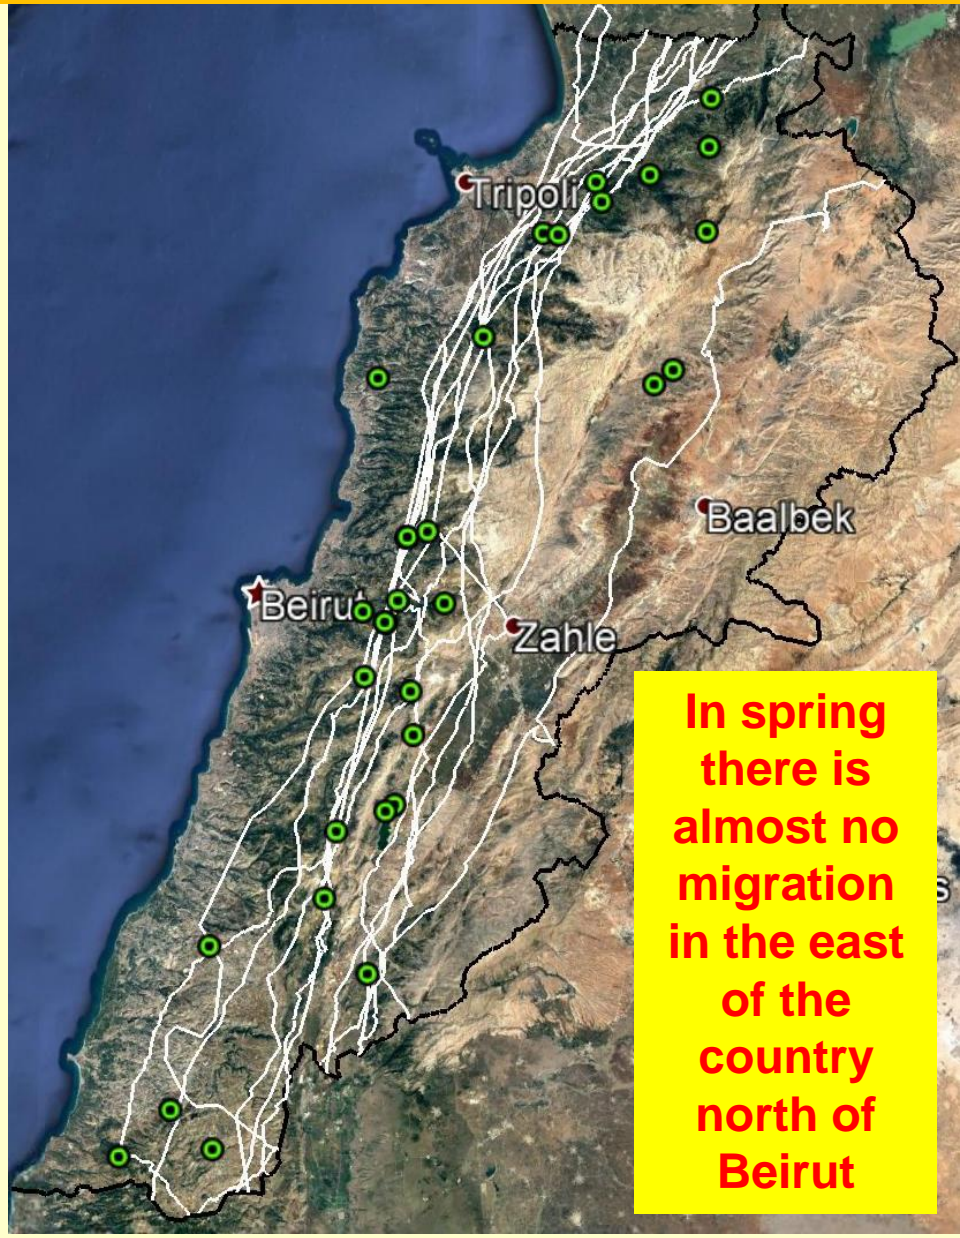 Tripoli
Baalbek
Beirut
Zahle
In spring
there is
almost no
migration
in the east
of the
country
north of
Beirut
s